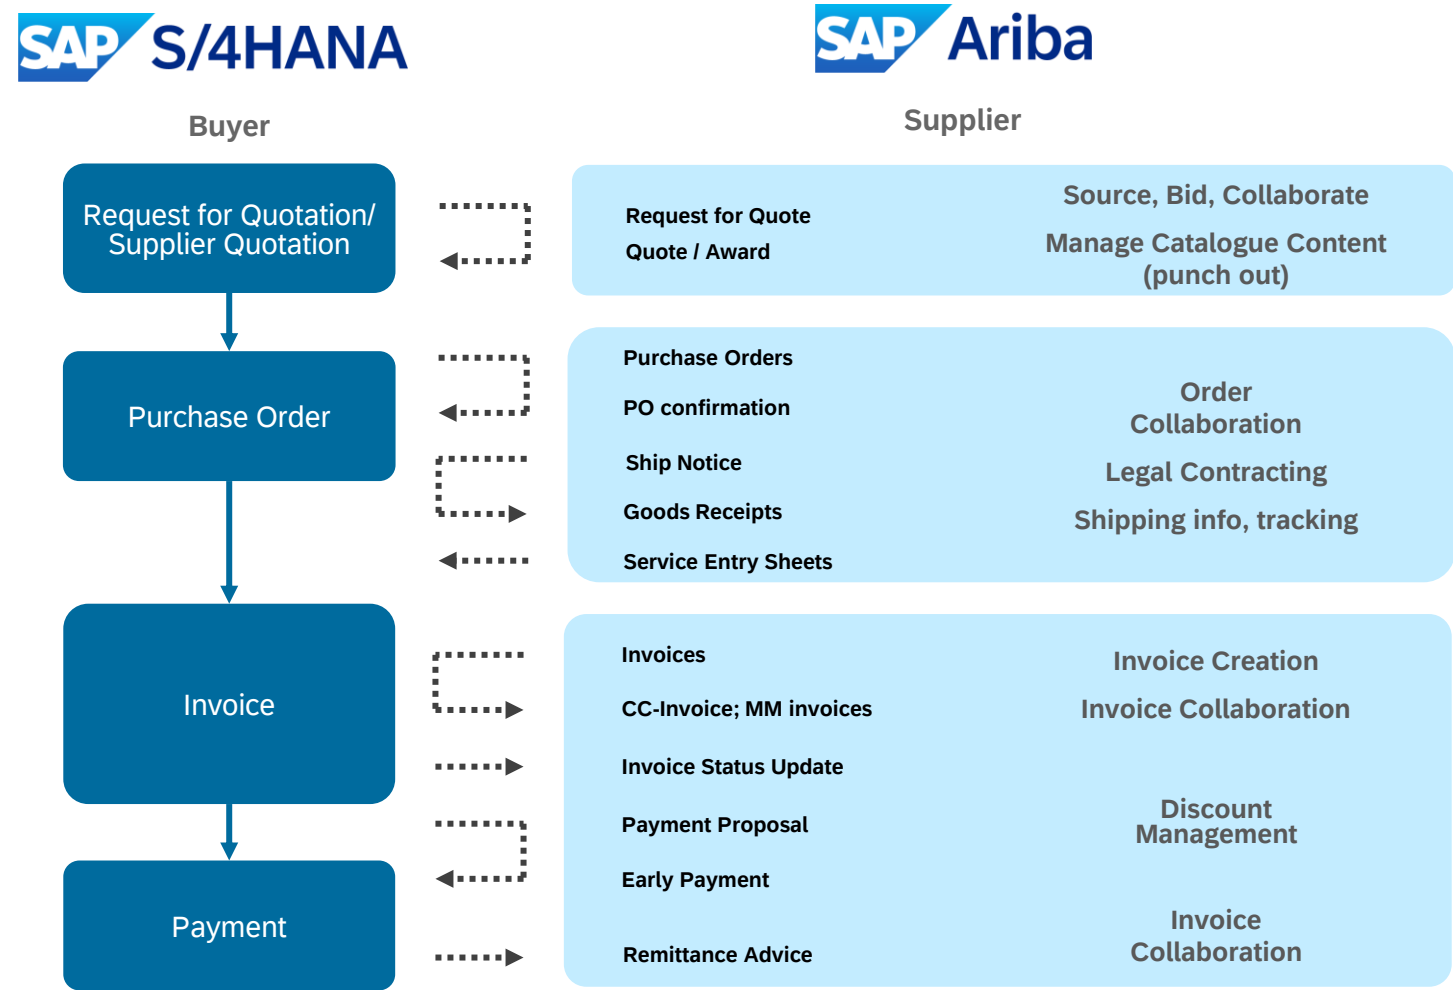 SAP S/4HANA
SAP Ariba
Buyer
Supplier
Request for Quotation/
Supplier Quotation
Request for Quote
Quote / Award
Source, Bid, Collaborate
Manage Catalogue Content
(punch out)
Purchase Order
Purchase Orders
PO confirmation
Ship Notice
Goods Receipts
Service Entry Sheets
Order
Collaboration
Legal Contracting
Shipping info, tracking
Invoice
Invoices
CC-Invoice; MM invoices
Invoice Status Update
Invoice Creation
Invoice Collaboration
Payment
Payment Proposal
Early Payment
Remittance Advice
Discount
Management
Invoice
Collaboration